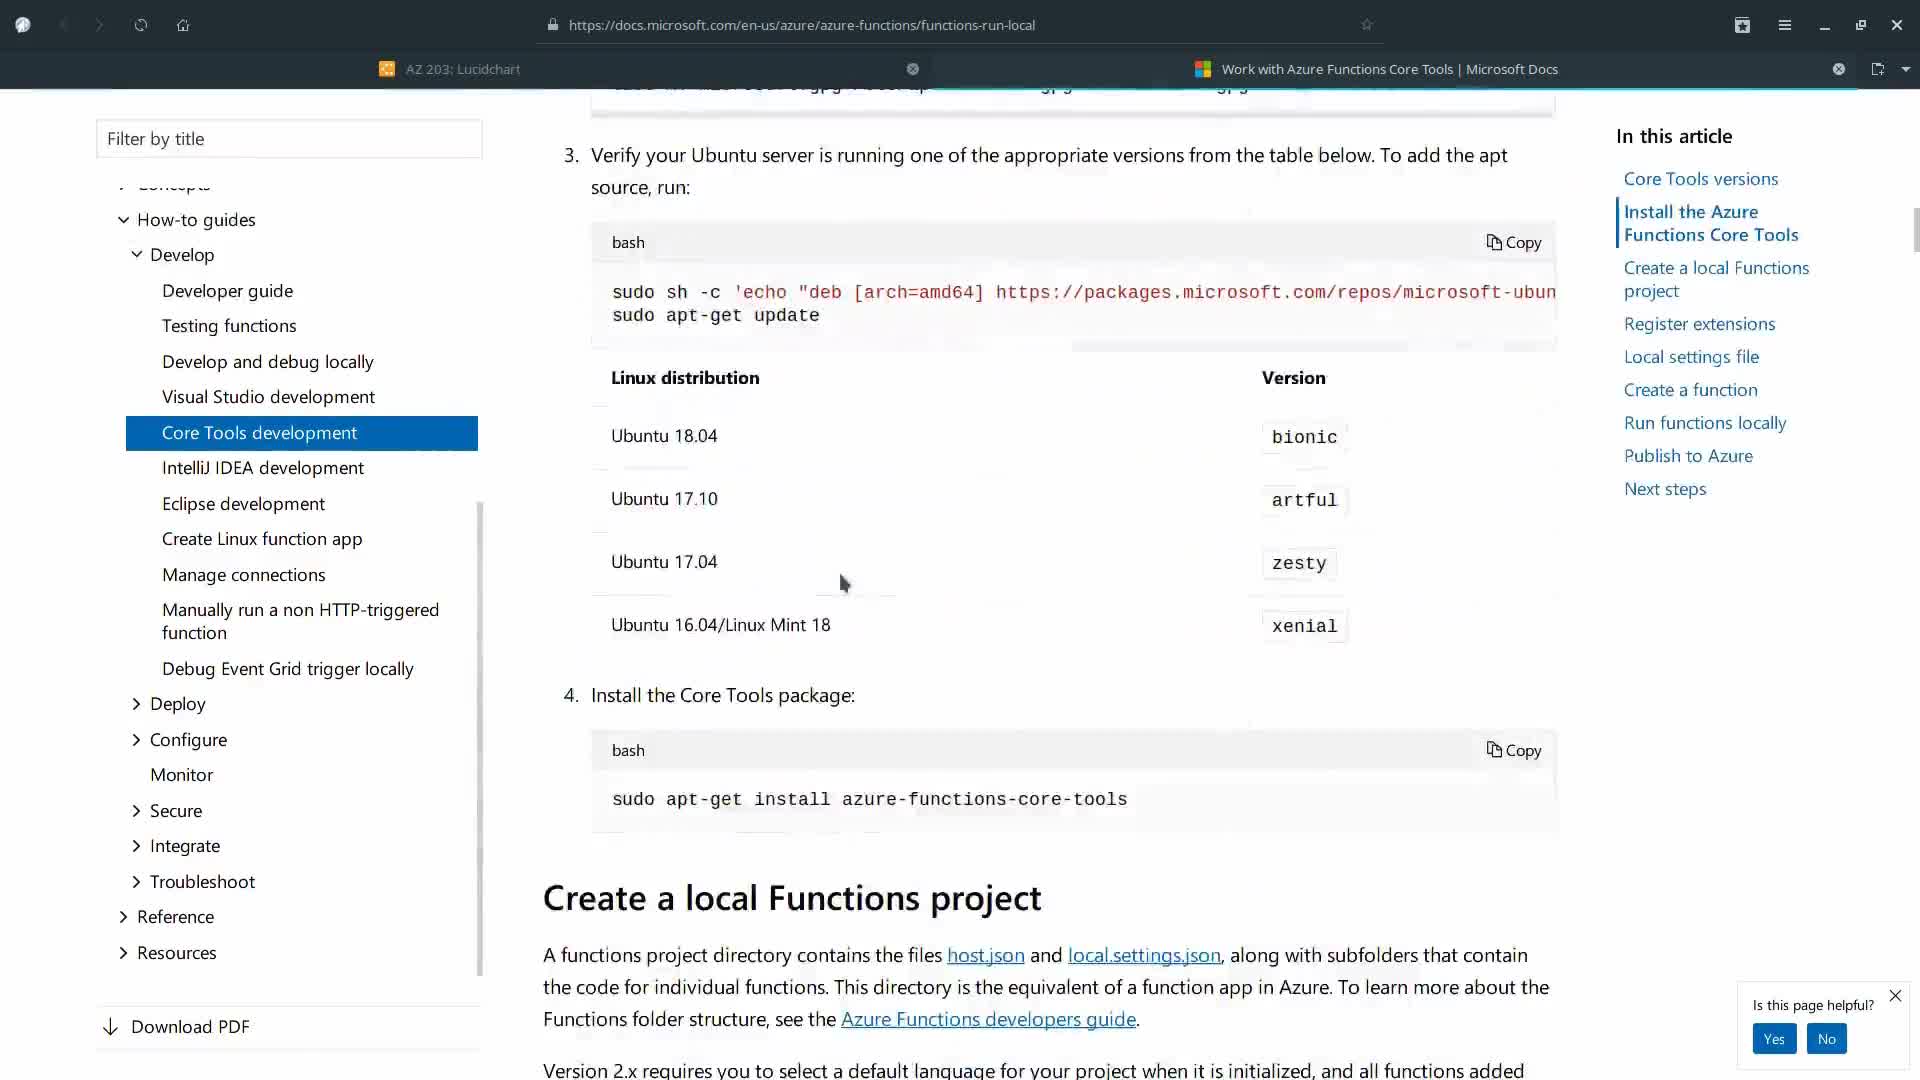 https://docs.microsoft.com/en-us/azure/azure-functions/functions-run-local
AZ 203: Lucidchart
Work with Azure Functions Core Tools | Microsoft Docs
Filter by title
Concepts
How-to guides
Develop
Developer guide
Testing functions
Develop and debug locally
Visual Studio development
Core Tools development
IntelliJ IDEA development
Eclipse development
Create Linux function app
Manage connections
Manually run a non HTTP-triggered
function
Debug Event Grid trigger locally
Deploy
Configure
Monitor
Secure
Integrate
Troubleshoot
Reference
Resources
Download PDF
3. Verify your Ubuntu server is running one of the appropriate versions from the table below. To add the apt
source, run:
bash
Copy
sudo sh -c 'echo "deb [arch=amd64] https://packages.microsoft.com/repos/microsoft-ubun
sudo apt-get update
Linux distribution Version
Ubuntu 18.04 bionic
Ubuntu 17.10 artful
Ubuntu 17.04 zesty
Ubuntu 16.04/Linux Mint 18 xenial
4. Install the Core Tools package:
bash
Copy
sudo apt-get install azure-functions-core-tools
Create a local Functions project
A functions project directory contains the files host.json and local.settings.json, along with subfolders that contain
the code for individual functions. This directory is the equivalent of a function app in Azure. To learn more about the
Functions folder structure, see the Azure Functions developers guide.
Version 2.x requires you to select a default language for your project when it is initialized, and all functions added
In this article
Core Tools versions
Install the Azure
Functions Core Tools
Create a local Functions
project
Register extensions
Local settings file
Create a function
Run functions locally
Publish to Azure
Next steps
Is this page helpful?
Yes No